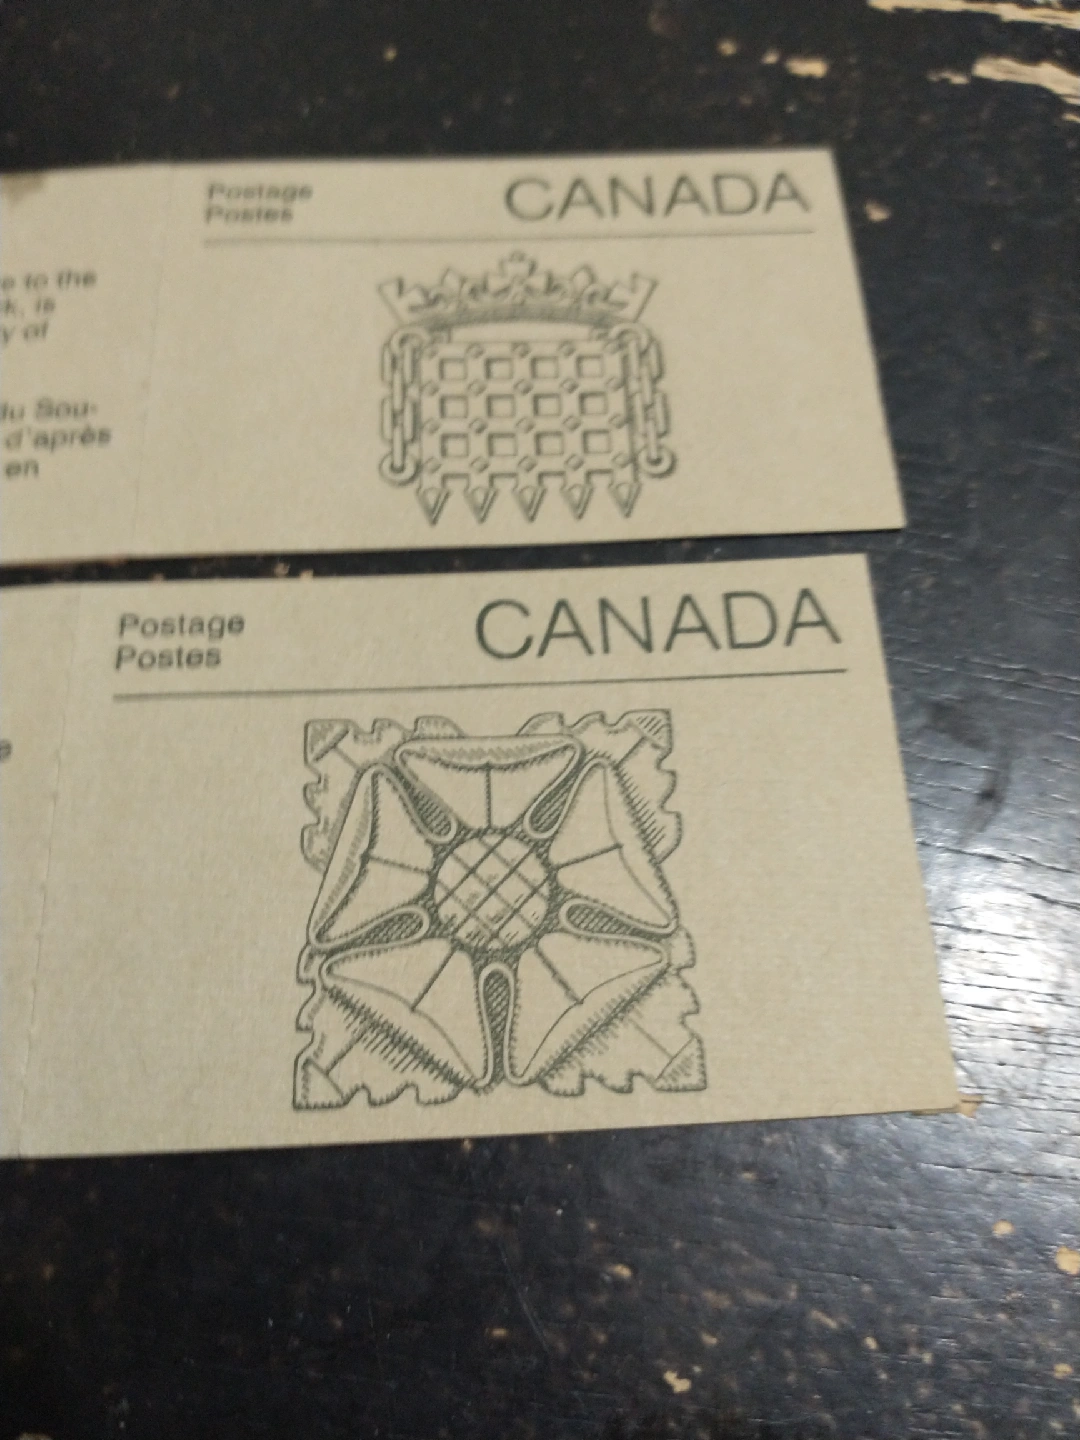 Postage
Postes
CANADA
e to the
k, is
y of
du Sou-
d'après
en
Postage
Postes
CANADA
e